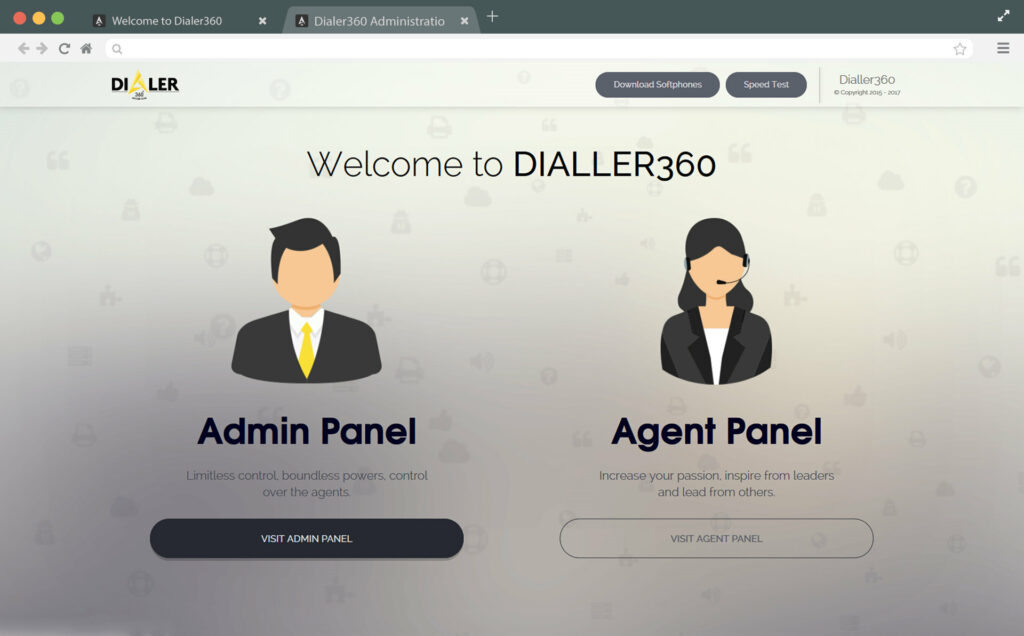 Welcome to Dialer360
Dialer360 Administratio
DIALER
360
Download Softphones
Speed Test
Dialler360
© Copyright 2015 - 2017
Welcome to DIALLER360
Admin Panel
Agent Panel
Limitless control, boundless powers, control
over the agents.
Increase your passion, inspire from leaders
and lead from others.
VISIT ADMIN PANEL
VISIT AGENT PANEL